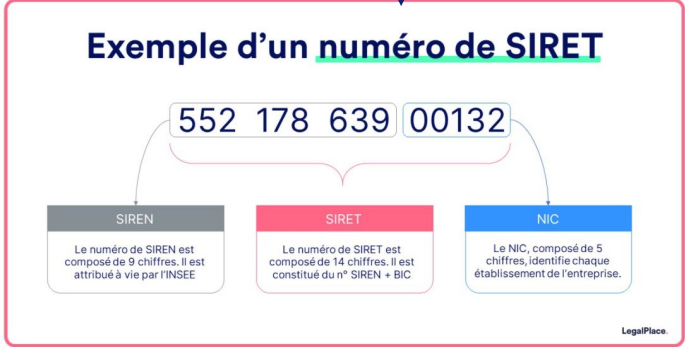 Exemple d’un numéro de SIRET
552 178 639 00132
SIREN
Le numéro de SIREN est
composé de 9 chiffres. Il est
attribué à vie par l’INSEE
SIRET
Le numéro de SIRET est
composé de 14 chiffres. Il est
constitué du n° SIREN + BIC
NIC
Le NIC, composé de 5
chiffres, identifie chaque
établissement de l’entreprise.
LegalPlace.